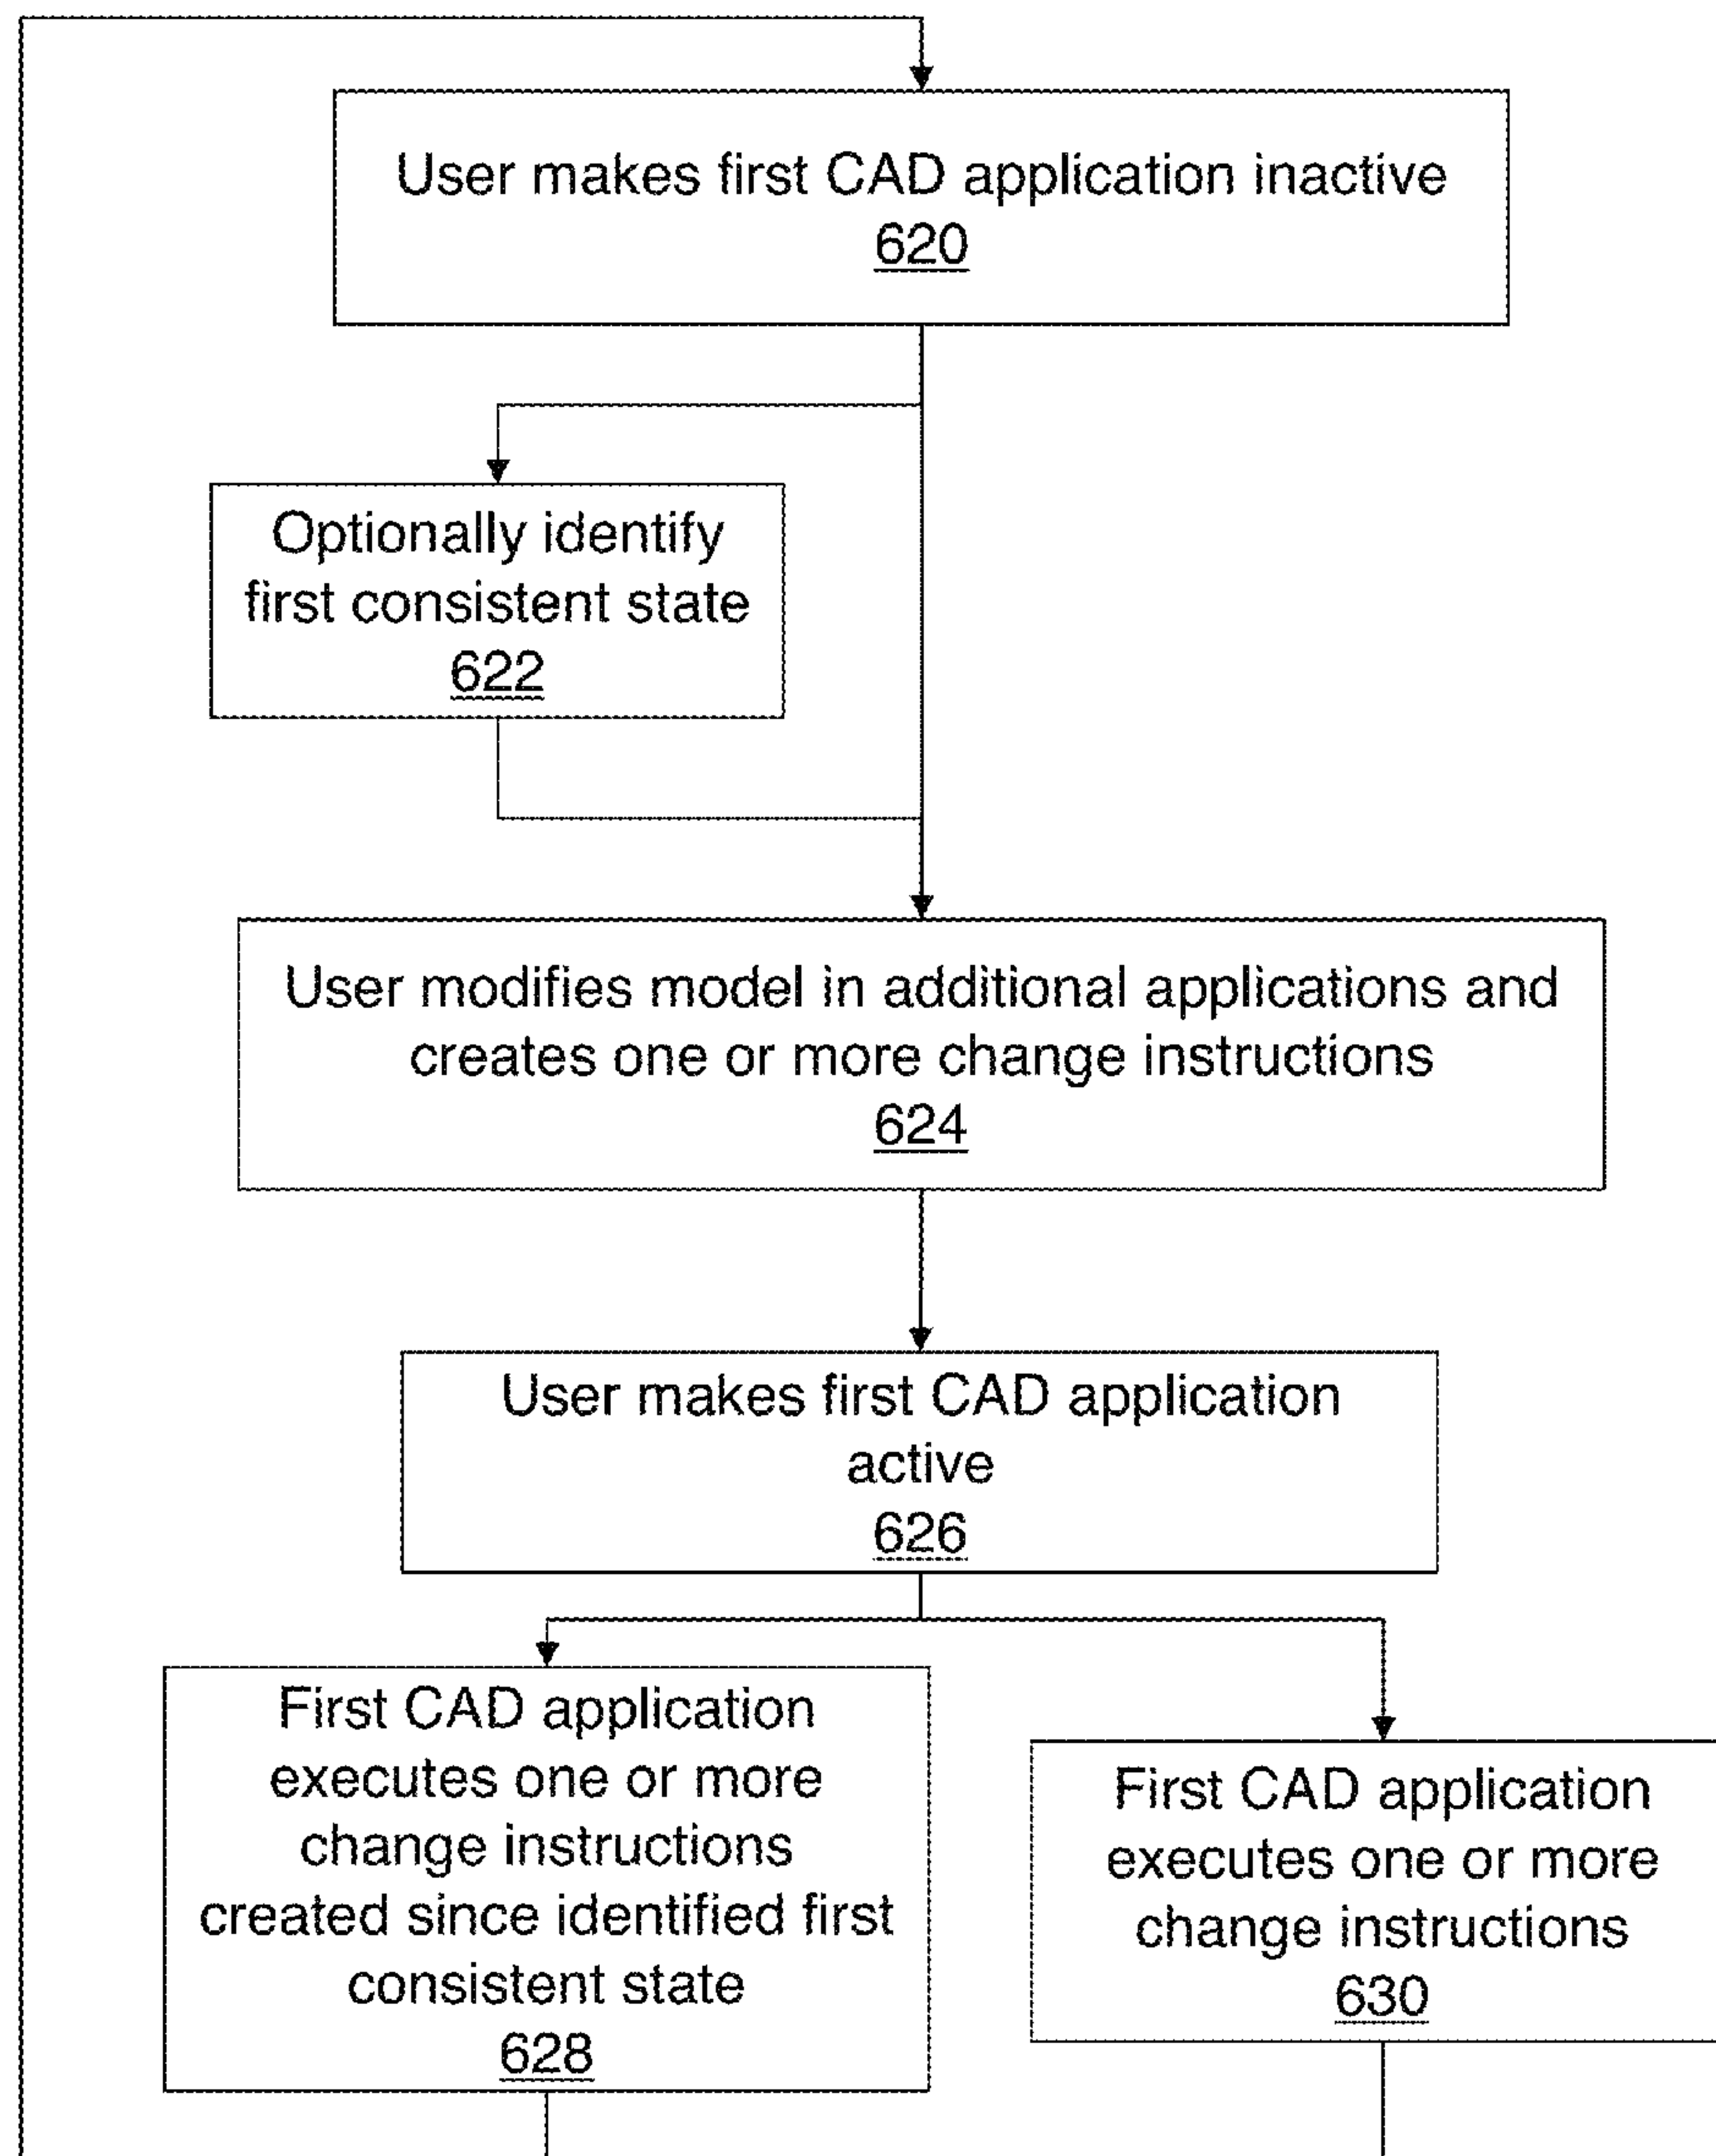 User makes first CAD application inactive
620
Optionally identify
first consistent state
622
User modifies model in additional applications and
creates one or more change instructions
624
User makes first CAD application
active
626
First CAD application
executes one or more
change instructions
created since identified first
consistent state
628
First CAD application
executes one or more
change instructions
630